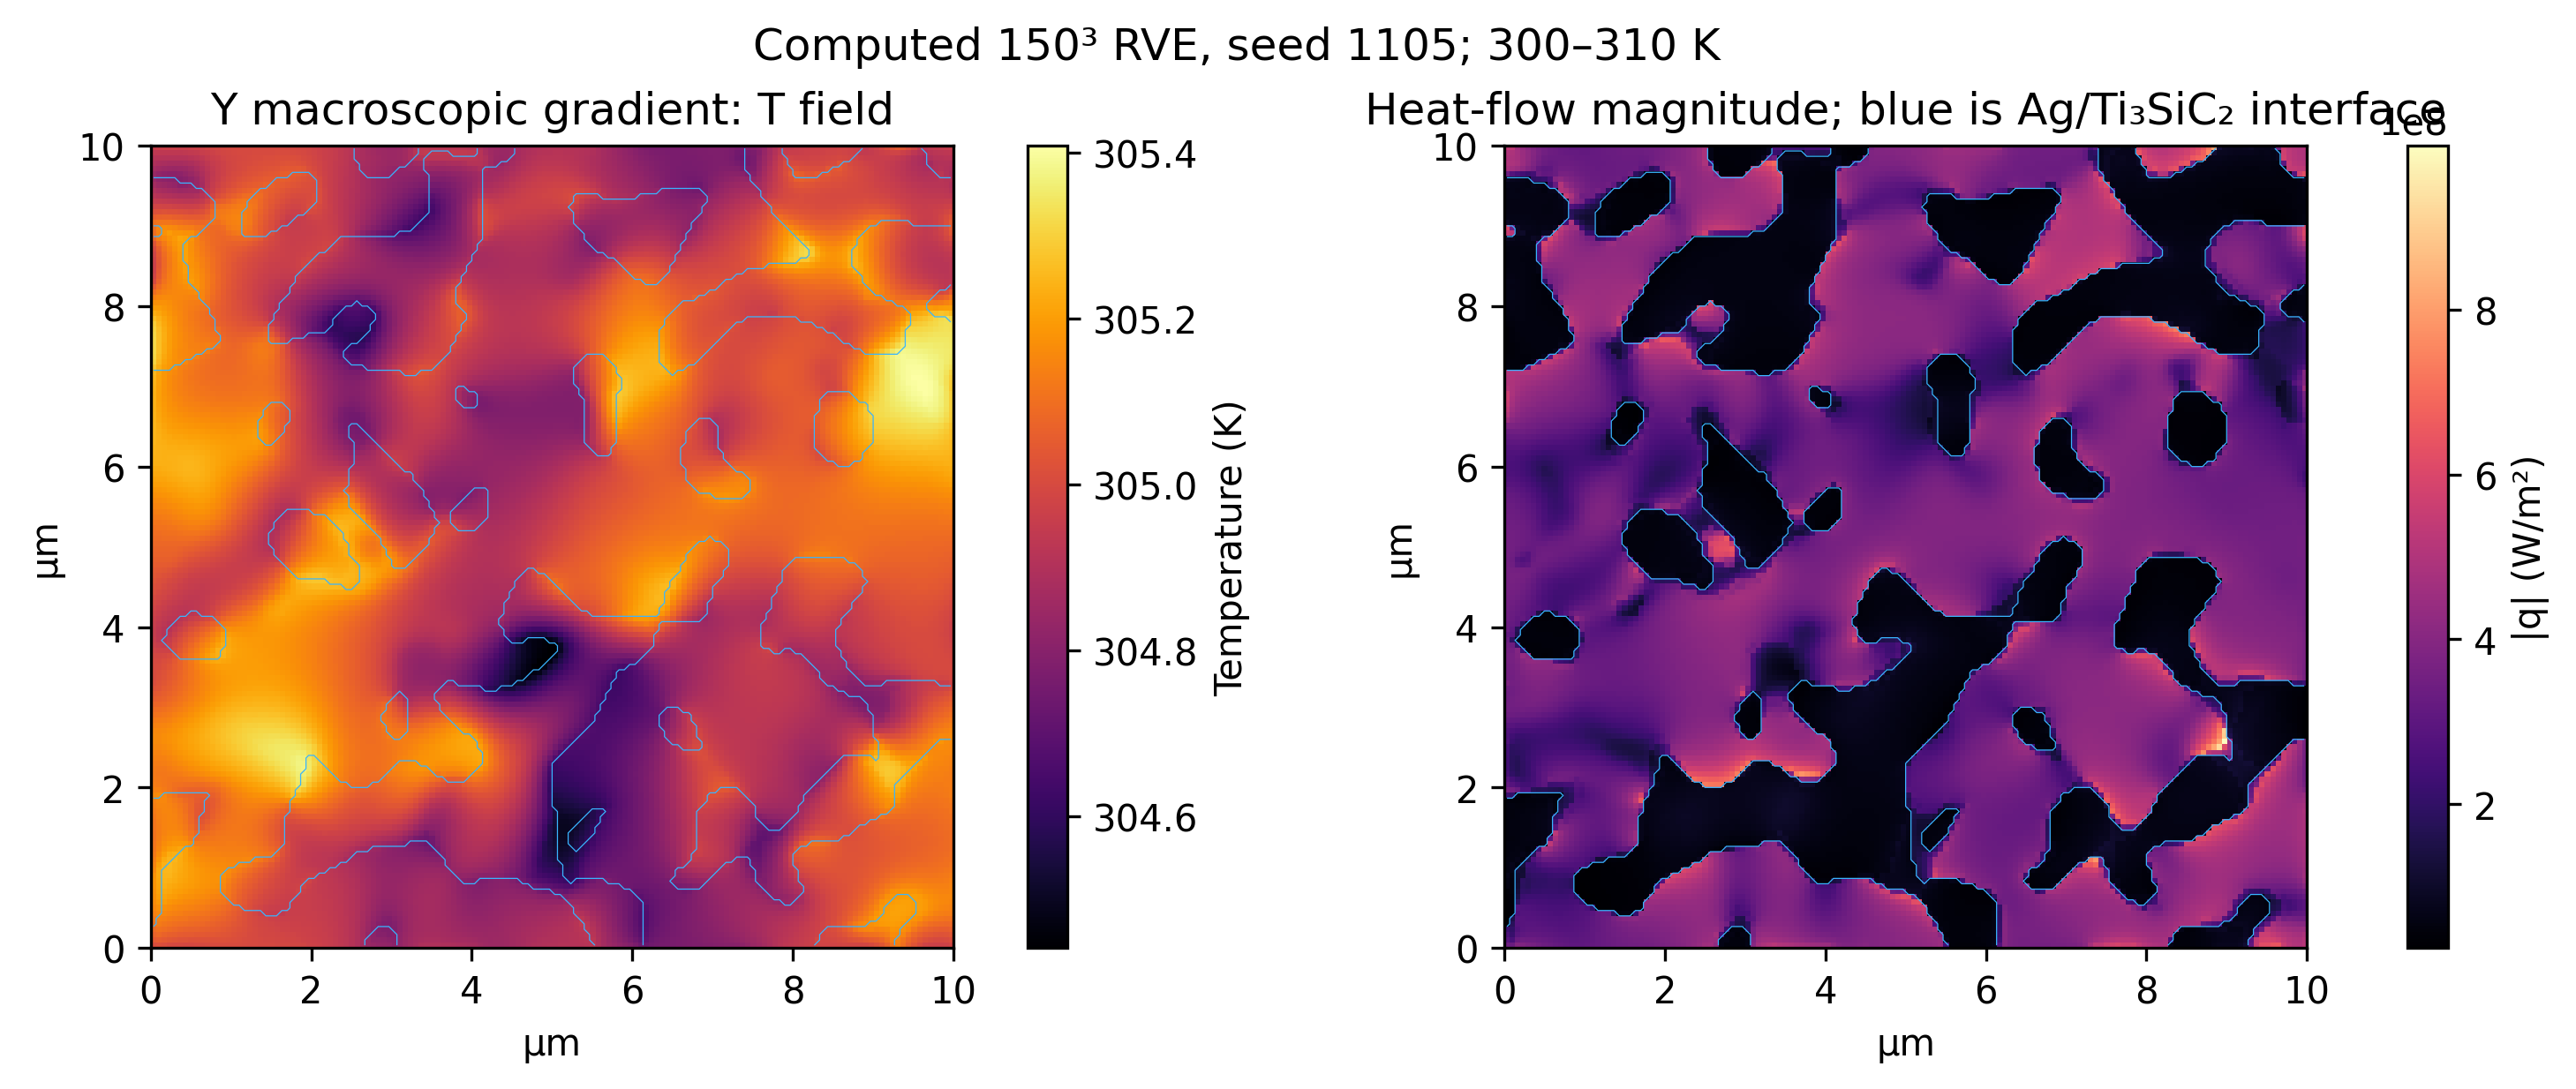 Computed 150³ RVE, seed 1105; 300–310 K
Y macroscopic gradient: T field
10
8
6
4
2
0
µm
0 2 4 6 8 10
µm
305.4
305.2
305.0
304.8
304.6
Temperature (K)
Heat-flow magnitude; blue is Ag/Ti₃SiC₂ interface
1e8
10
8
6
4
2
0
µm
0 2 4 6 8 10
µm
8
6
4
2
|q| (W/m²)